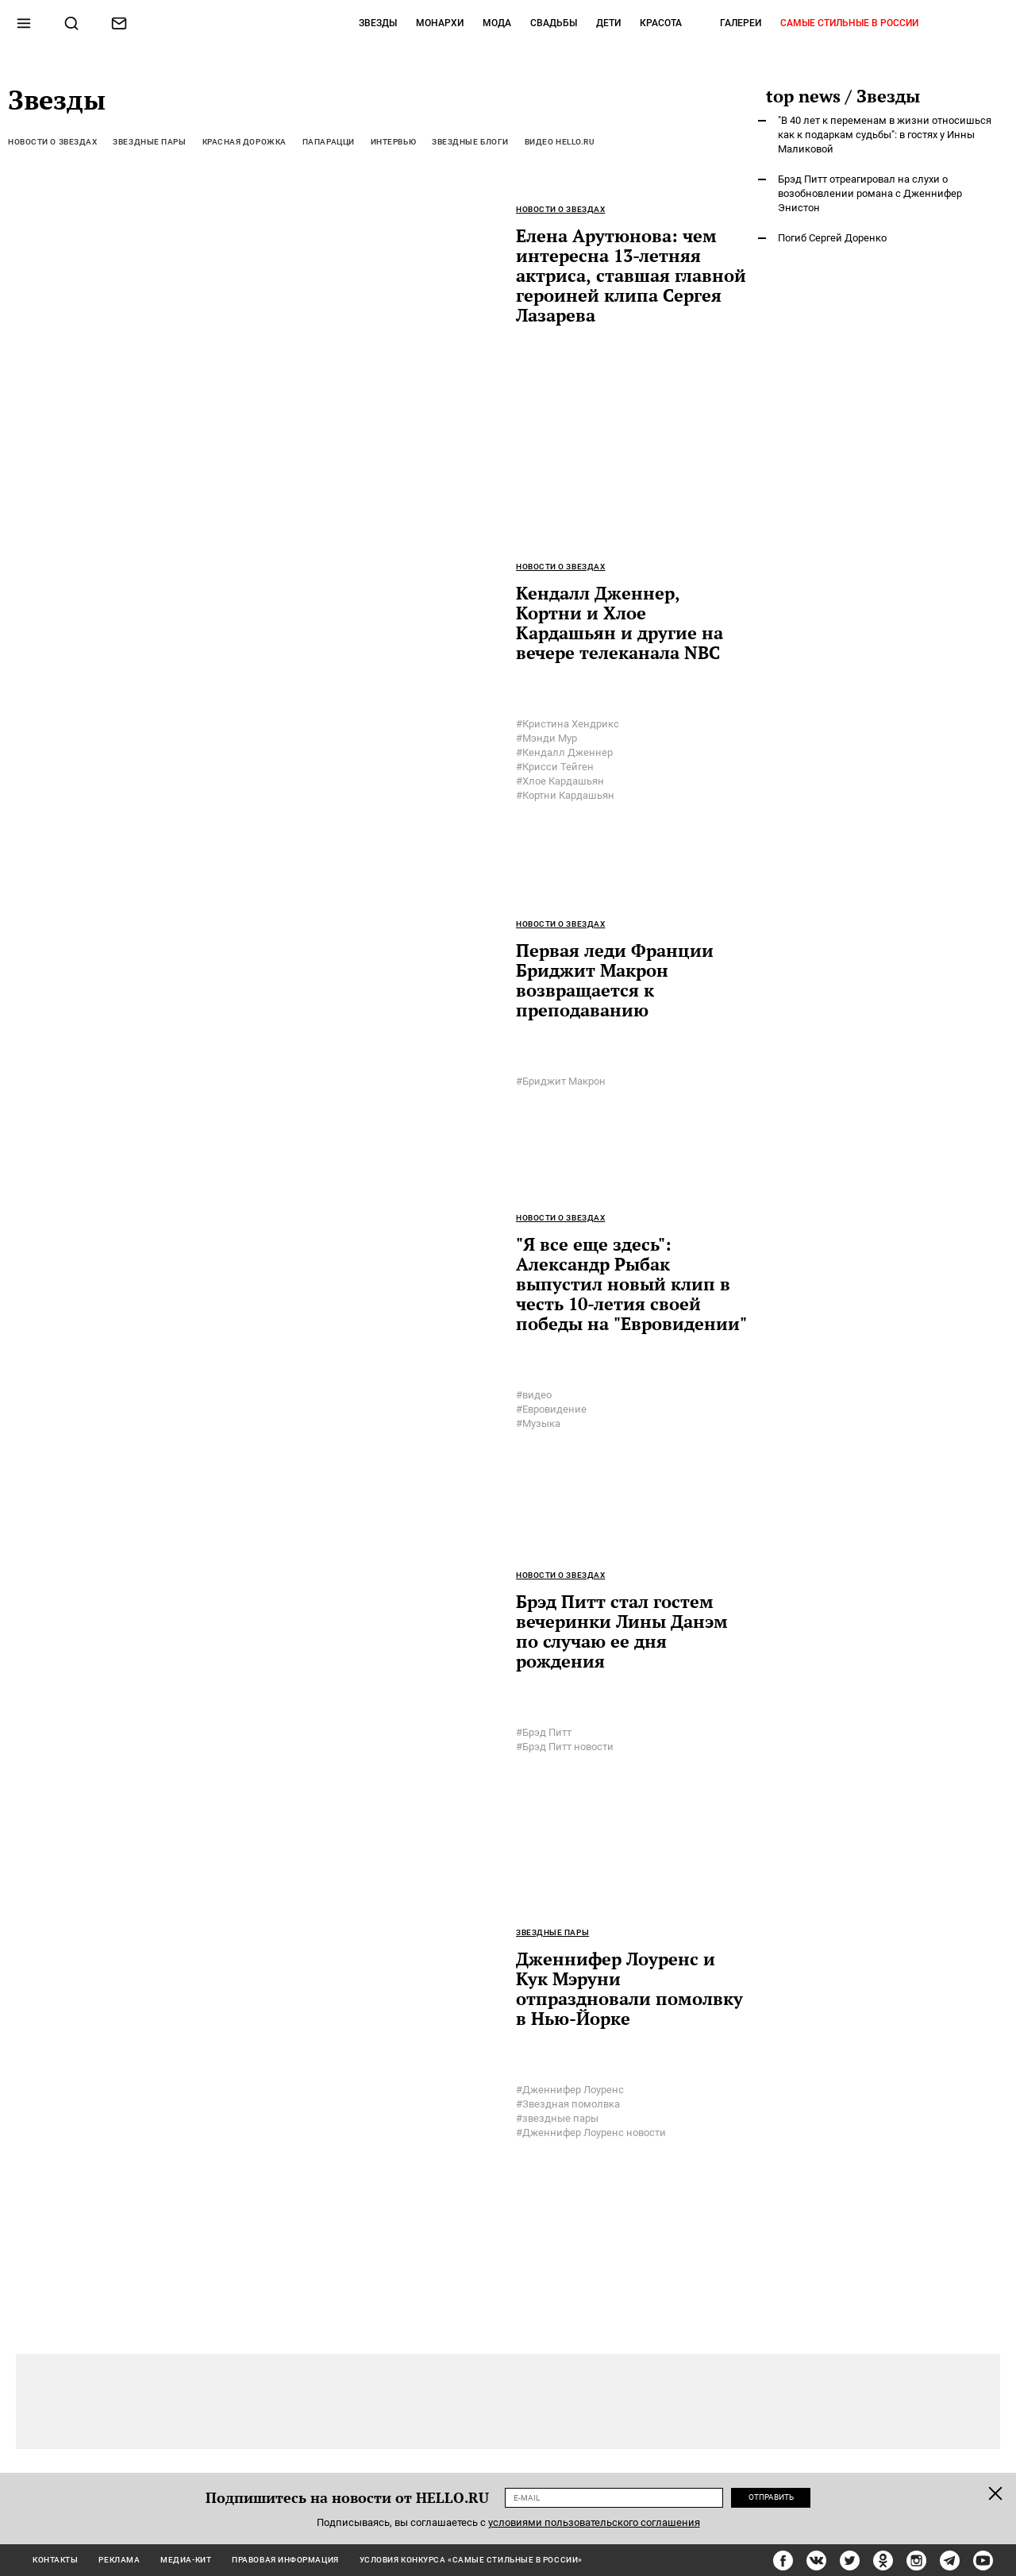 ЗВЕЗДЫ МОНАРХИ МОДА СВАДЬБЫ ДЕТИ КРАСОТА ГАЛЕРЕИ САМЫЕ СТИЛЬНЫЕ В РОССИИ
Звезды
НОВОСТИ О ЗВЕЗДАХ ЗВЕЗДНЫЕ ПАРЫ КРАСНАЯ ДОРОЖКА ПАПАРАЦЦИ ИНТЕРВЬЮ ЗВЕЗДНЫЕ БЛОГИ ВИДЕО HELLO.RU
top news / Звезды
"В 40 лет к переменам в жизни относишься
как к подаркам судьбы": в гостях у Инны
Маликовой
Брэд Питт отреагировал на слухи о
возобновлении романа с Дженнифер
Энистон
Погиб Сергей Доренко
НОВОСТИ О ЗВЕЗДАХ
Елена Арутюнова: чем
интересна 13-летняя
актриса, ставшая главной
героиней клипа Сергея
Лазарева
НОВОСТИ О ЗВЕЗДАХ
Кендалл Дженнер,
Кортни и Хлое
Кардашьян и другие на
вечере телеканала NBC
#Кристина Хендрикс
#Мэнди Мур
#Кендалл Дженнер
#Крисси Тейген
#Хлое Кардашьян
#Кортни Кардашьян
НОВОСТИ О ЗВЕЗДАХ
Первая леди Франции
Бриджит Макрон
возвращается к
преподаванию
#Бриджит Макрон
НОВОСТИ О ЗВЕЗДАХ
"Я все еще здесь":
Александр Рыбак
выпустил новый клип в
честь 10-летия своей
победы на "Евровидении"
#видео
#Евровидение
#Музыка
НОВОСТИ О ЗВЕЗДАХ
Брэд Питт стал гостем
вечеринки Лины Данэм
по случаю ее дня
рождения
#Брэд Питт
#Брэд Питт новости
ЗВЕЗДНЫЕ ПАРЫ
Дженнифер Лоуренс и
Кук Мэруни
отпраздновали помолвку
в Нью-Йорке
#Дженнифер Лоуренс
#Звездная помолвка
#звездные пары
#Дженнифер Лоуренс новости
Подпишитесь на новости от HELLO.RU E-MAIL ОТПРАВИТЬ
Подписываясь, вы соглашаетесь с условиями пользовательского соглашения
КОНТАКТЫ РЕКЛАМА МЕДИА-КИТ ПРАВОВАЯ ИНФОРМАЦИЯ УСЛОВИЯ КОНКУРСА «САМЫЕ СТИЛЬНЫЕ В РОССИИ»